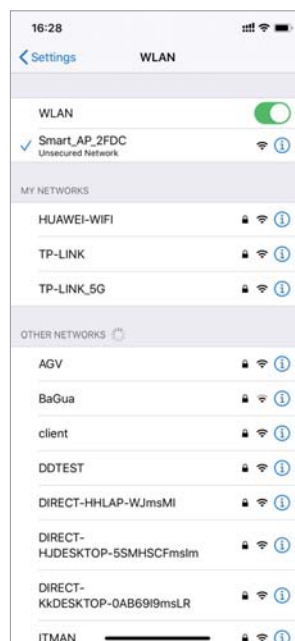 16:28
Settings
WLAN
WLAN
Smart_AP_2FDC
Unsecured Network
MY NETWORKS
HUAWEI-WIFI
TP-LINK
TP-LINK_5G
OTHER NETWORKS
AGV
BaGua
client
DDTEST
DIRECT-HHLAP-WJmsMI
DIRECT-
HJDESKTOP-5SMHSCFmsIm
DIRECT-
KkDESKTOP-0AB69I9msLR
ITMAN